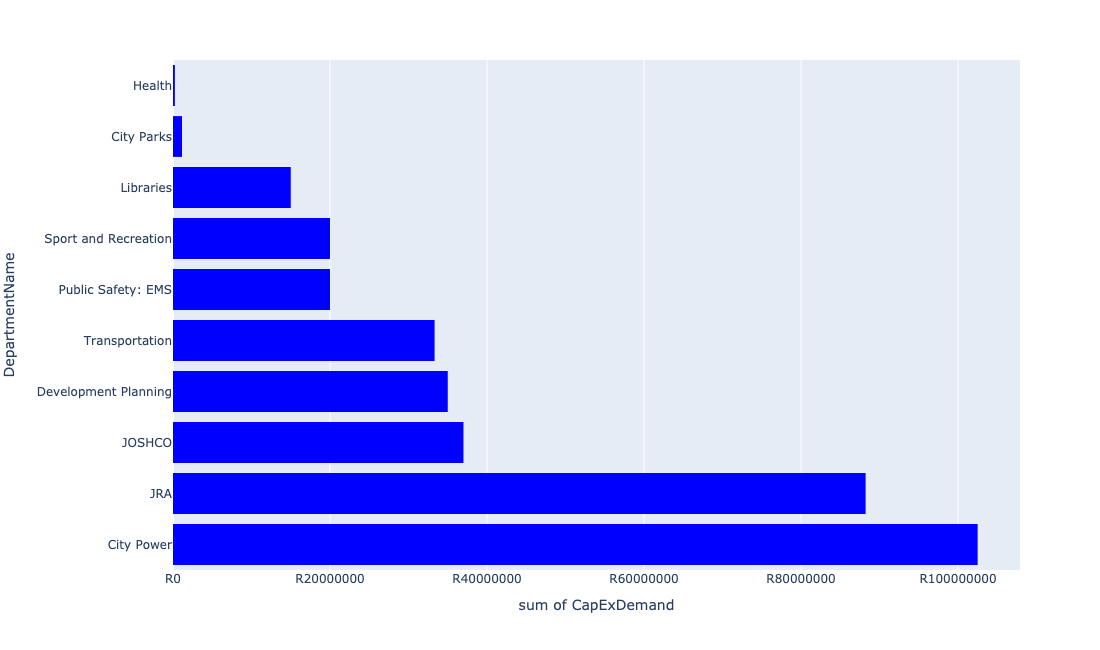 Health
City Parks
Libraries
Sport and Recreation
Public Safety: EMS
Transportation
Development Planning
JOSHCO
JRA
City Power
DepartmentName
R0 R20000000 R40000000 R60000000 R80000000 R100000000
sum of CapExDemand